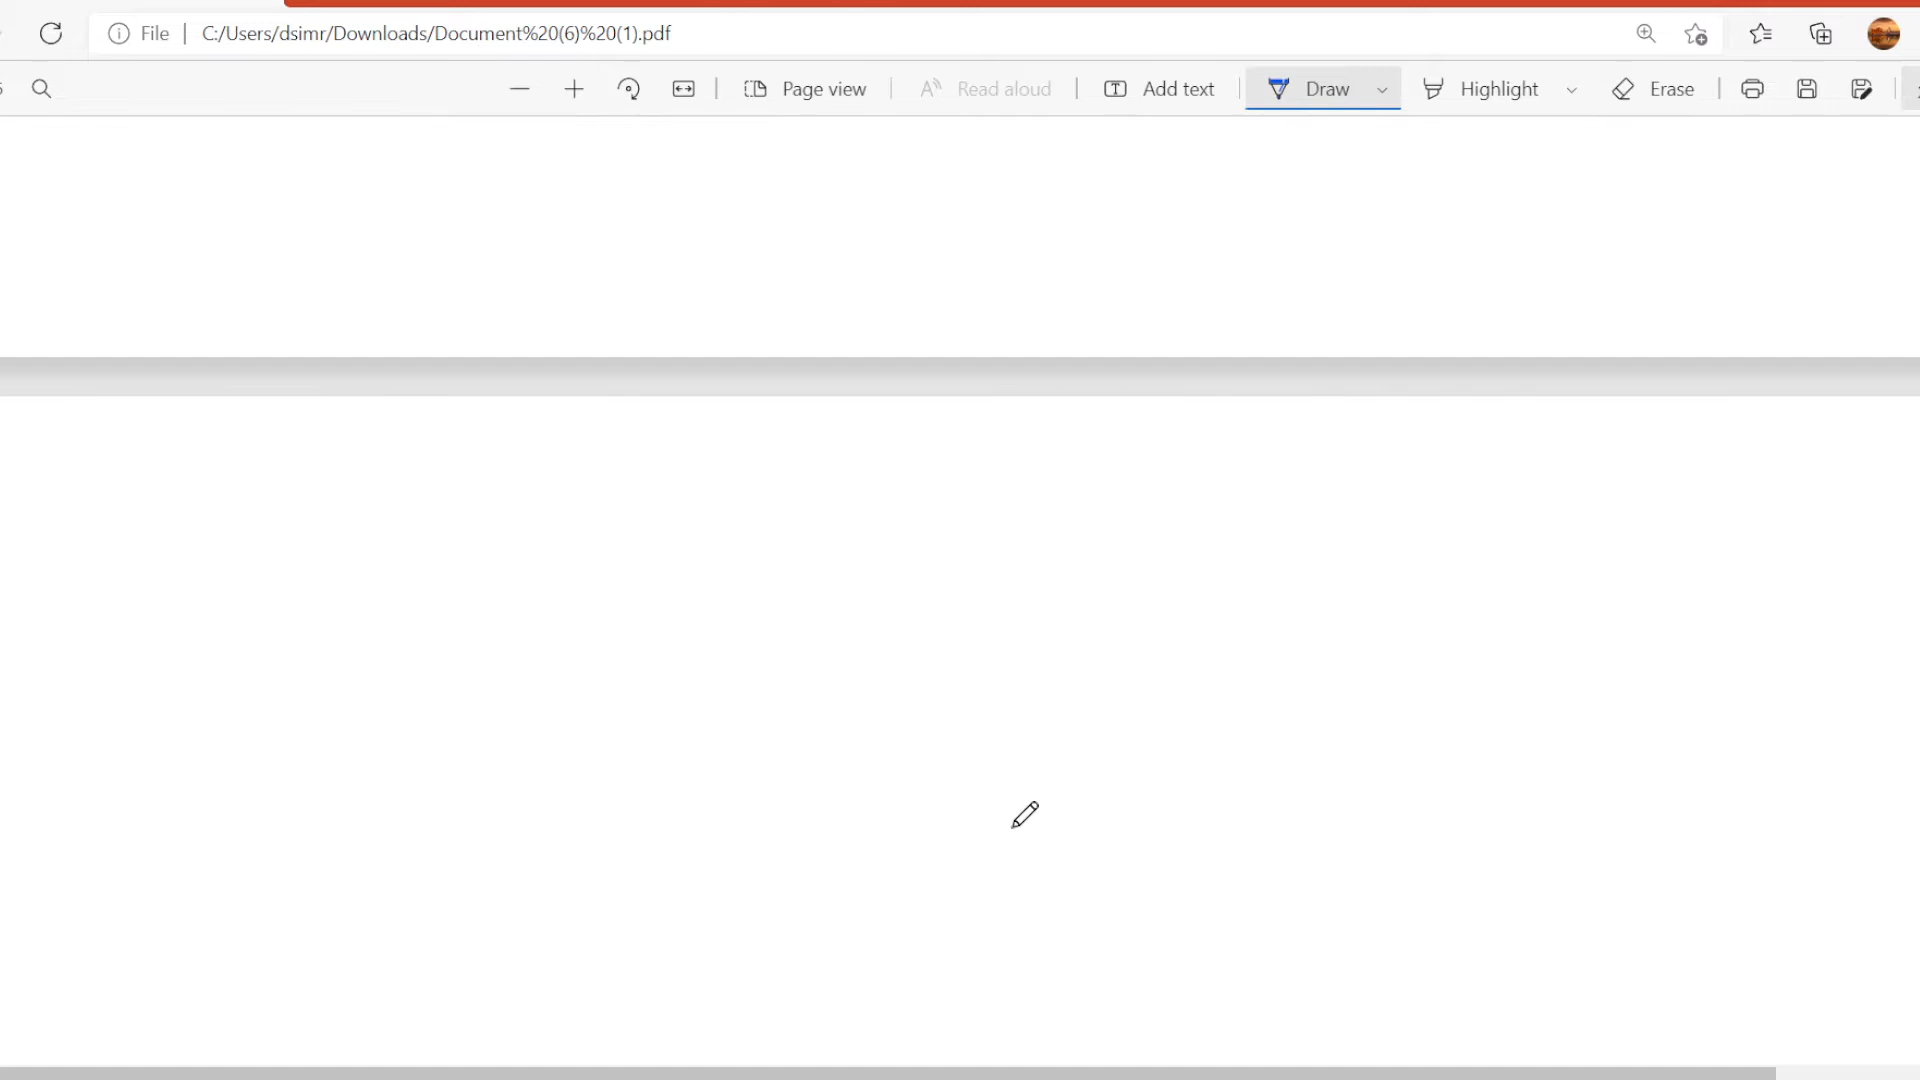 File | C:/Users/dsimr/Downloads/Document%20(6)%20(1).pdf
Page view | Read aloud | Add text | Draw Highlight Erase